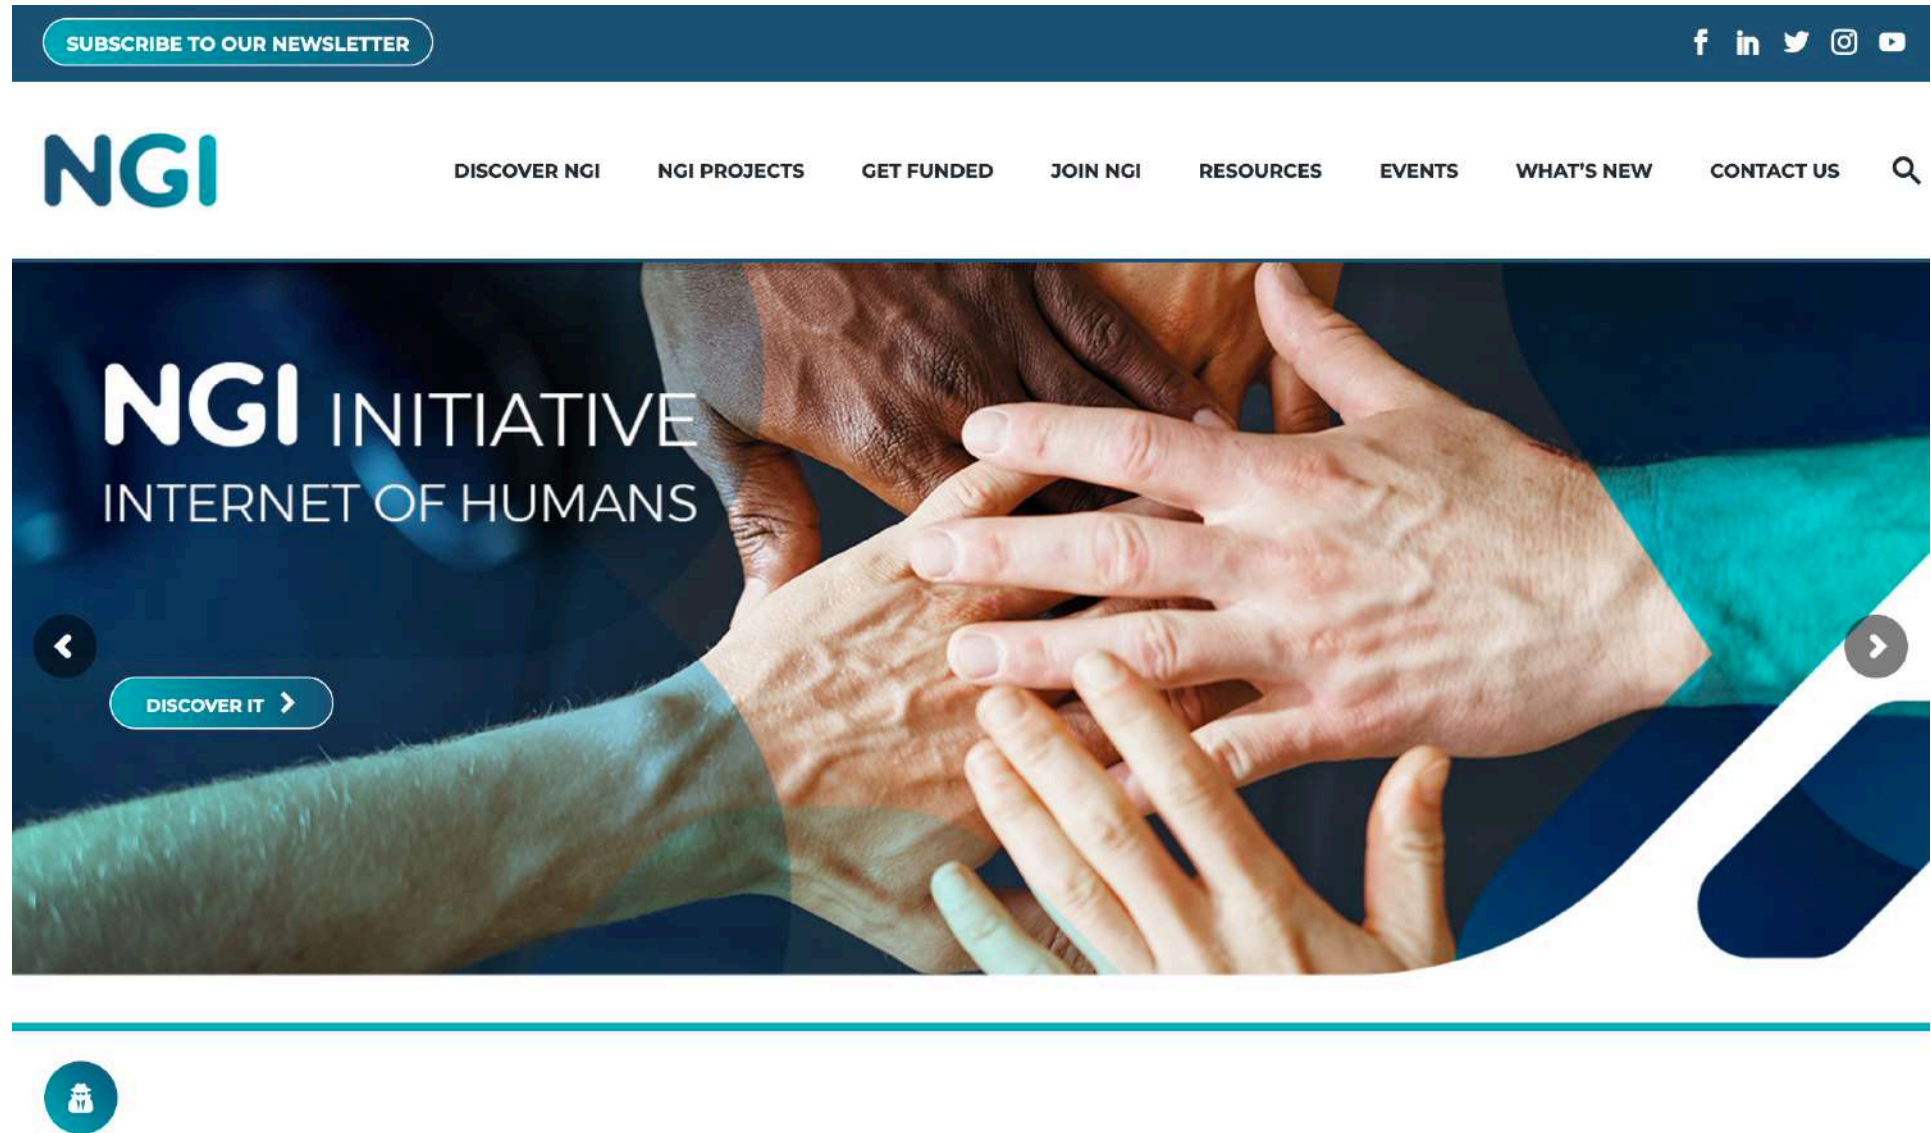 SUBSCRIBE TO OUR NEWSLETTER
NGI
DISCOVER NGI
NGI PROJECTS
GET FUNDED
JOIN NGI
RESOURCES
EVENTS
WHAT'S NEW
CONTACT US
NGI INITIATIVE
INTERNET OF HUMANS
DISCOVER IT